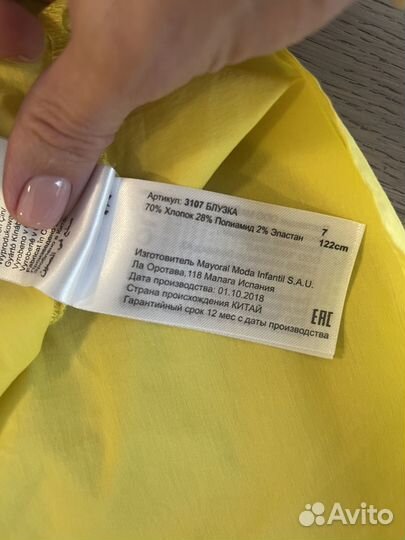 Артикул: 3107 БЛУЗКА 7
70% Хлопок 28% Полиамид 2% Эластан 122cm
Изготовитель Mayoral Moda Infantil S.A.U.
Ла Оротава, 118 Малага Испания
Дата производства: 01.10.2018
Страна происхождения КИТАЙ
Гарантийный срок 12 мес с даты производства
EAC
Avito